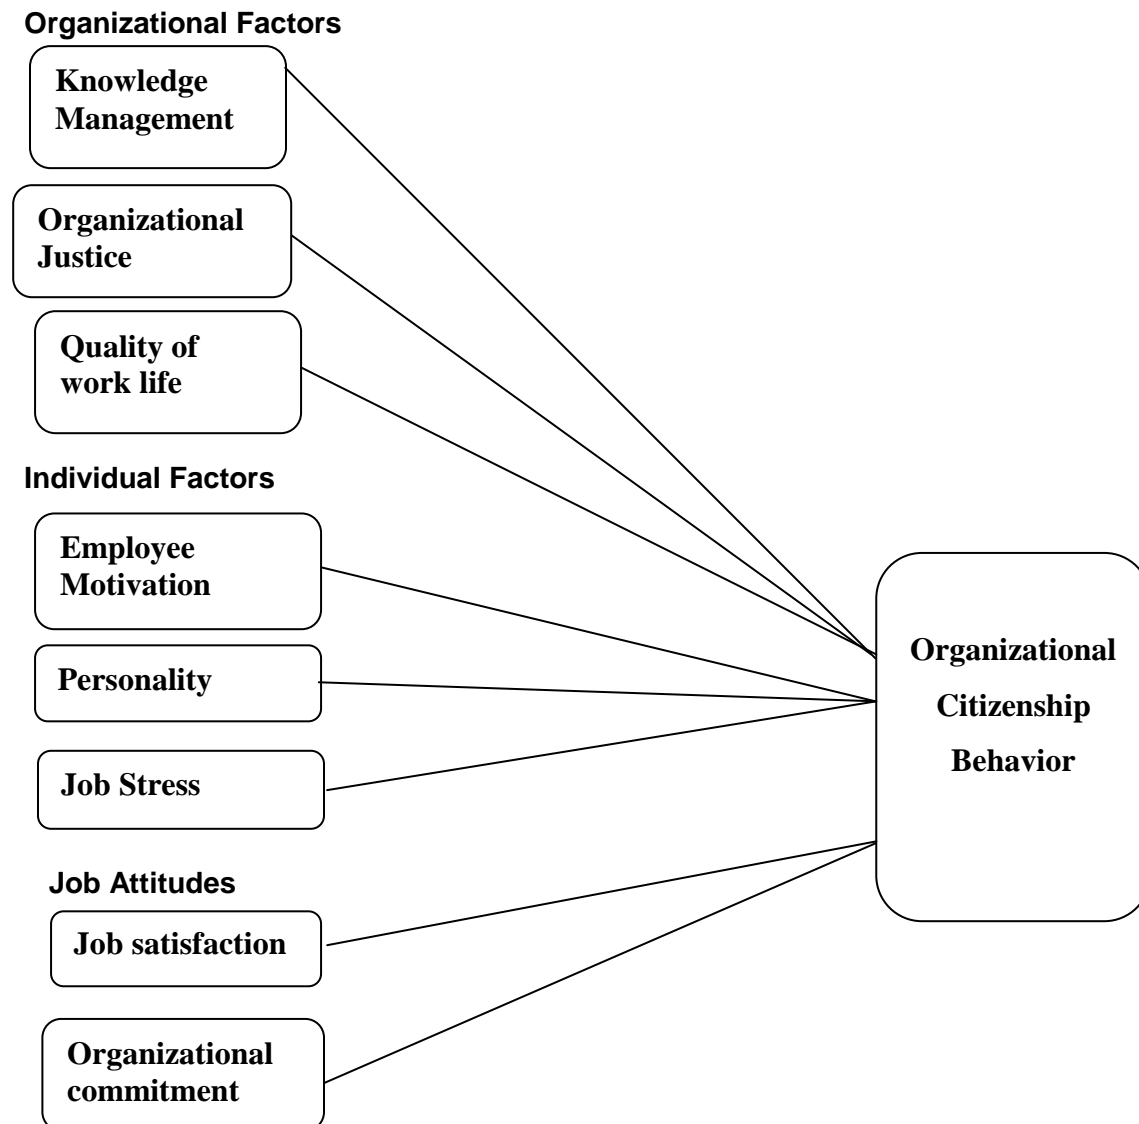 Organizational Factors
Knowledge
Management
Organizational
Justice
Quality of
work life
Individual Factors
Employee
Motivation
Personality
Job Stress
Job Attitudes
Job satisfaction
Organizational
commitment
Organizational
Citizenship
Behavior